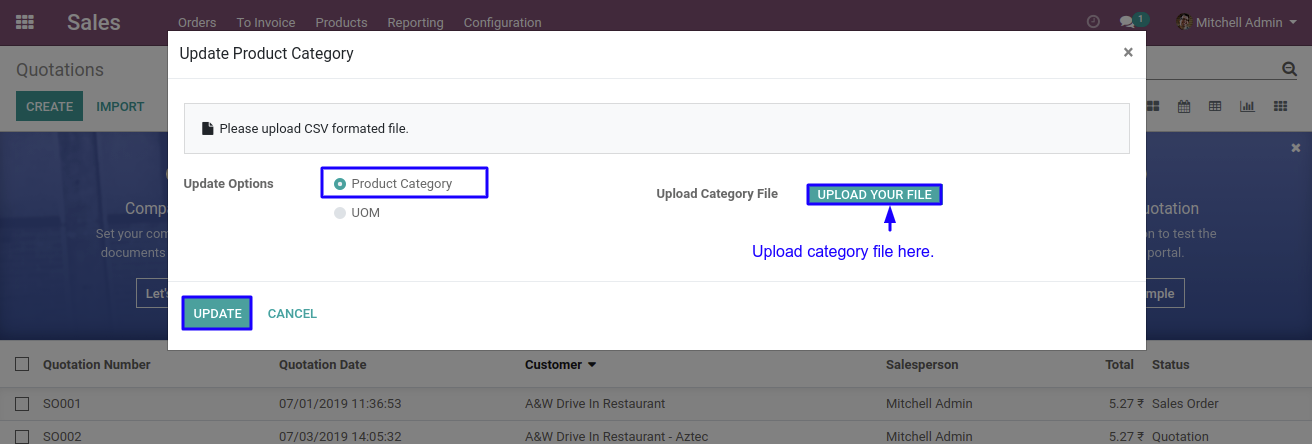 Sales Orders To Invoice Products Reporting Configuration 1 Mitchell Admin
Update Product Category ×
Quotations
CREATE IMPORT
Please upload CSV formated file.
Update Options Product Category
UOM
Upload Category File UPLOAD YOUR FILE
Upload category file here.
Set your
documents
Let's
uotation
on to test the
portal.
mple
UPDATE CANCEL
Quotation Number Quotation Date Customer Salesperson Total Status
SO001 07/01/2019 11:36:53 A&W Drive In Restaurant Mitchell Admin 5.27 ₹ Sales Order
SO002 07/03/2019 14:05:32 A&W Drive In Restaurant - Aztec Mitchell Admin 5.27 ₹ Quotation